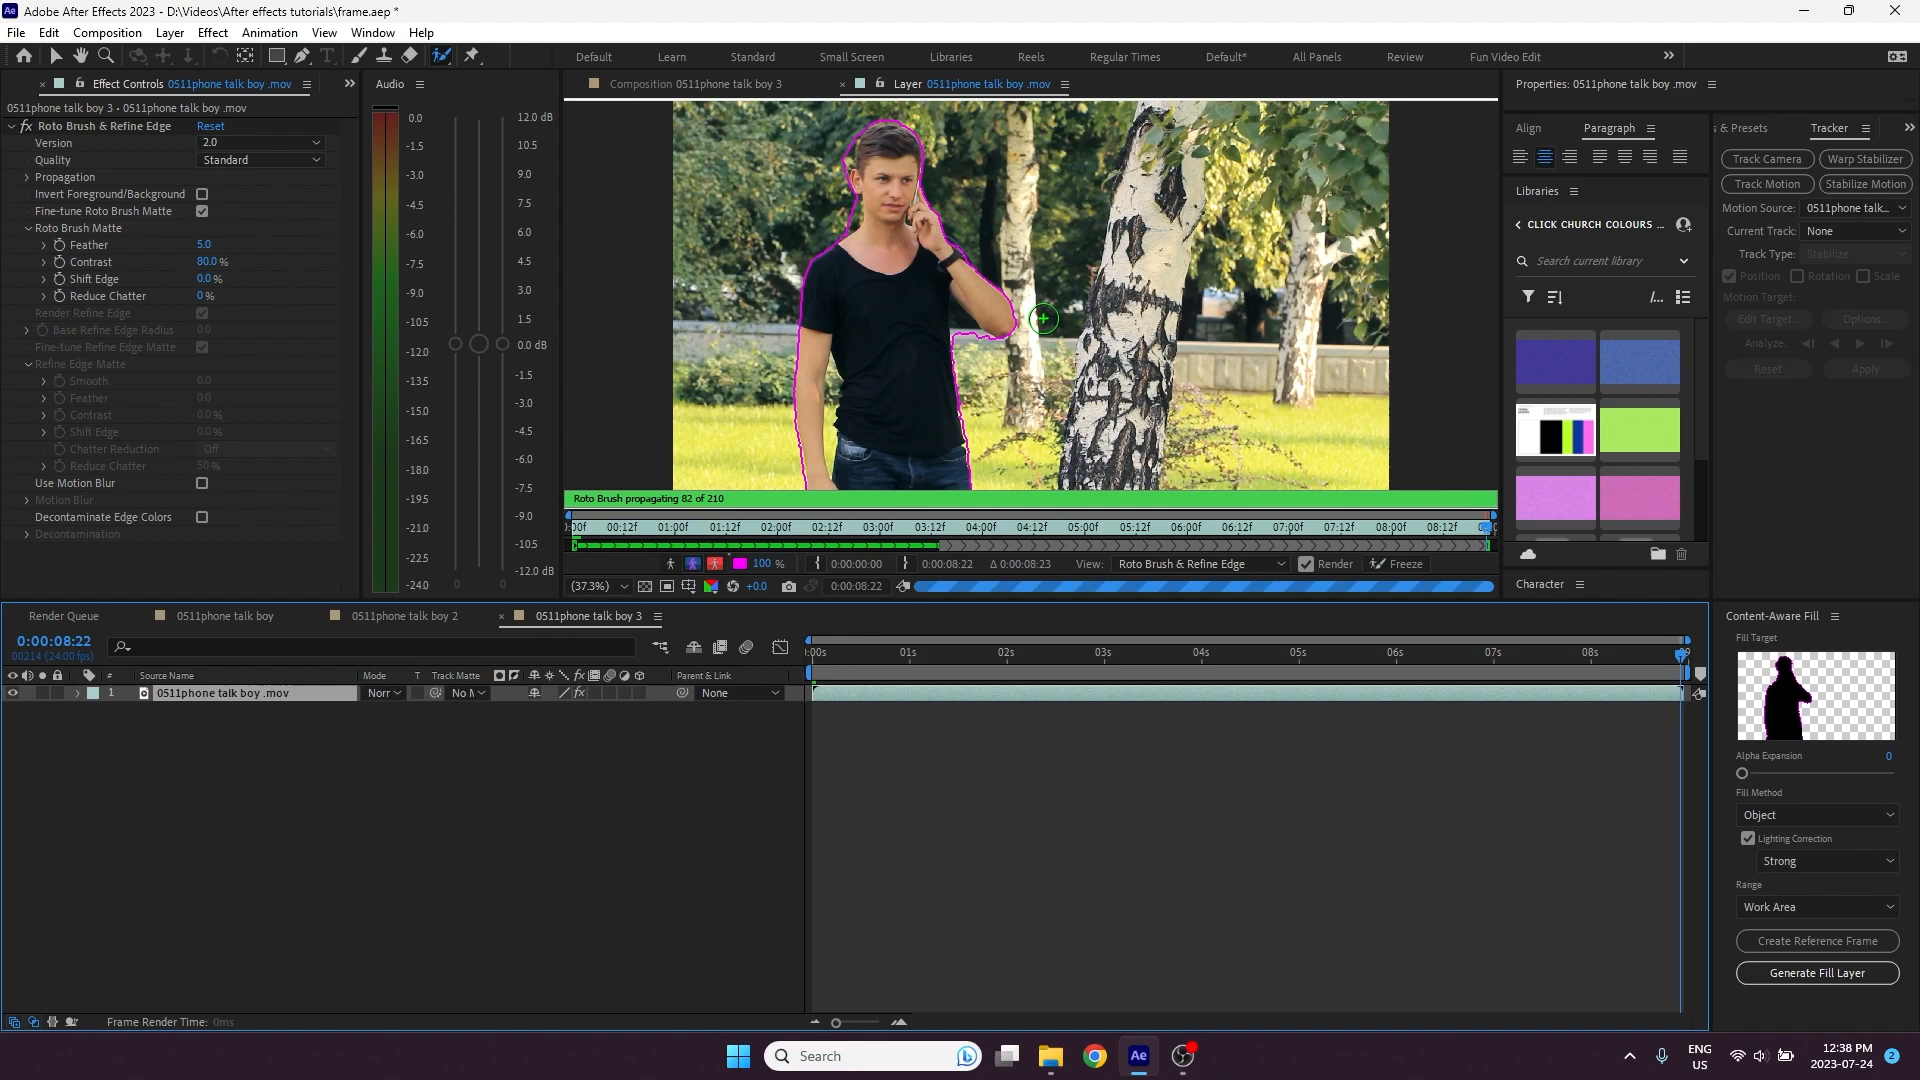 Adobe After Effects 2023 - D:\Videos\After effects tutorials\frame.aep *
File Edit Composition Layer Effect Animation View Window Help
Default Learn Standard Small Screen Libraries Reels Regular Times Default* All Panels Review Fun Video Edit
Effect Controls 0511phone talk boy .mov
0511phone talk boy 3 • 0511phone talk boy .mov
fx Roto Brush & Refine Edge Reset
Version 2.0
Quality Standard
Propagation
Invert Foreground/Background
Fine-tune Roto Brush Matte
Roto Brush Matte
Feather 5.0
Contrast 80.0 %
Shift Edge 0.0 %
Reduce Chatter 0 %
Render Refine Edge
Base Refine Edge Radius 0.0
Fine-tune Refine Edge Matte
Refine Edge Matte
Smooth 0.0
Feather 0.0
Contrast 0.0 %
Shift Edge 0.0 %
Chatter Reduction Off
Reduce Chatter 50 %
Use Motion Blur
Motion Blur
Decontaminate Edge Colors
Decontamination
Audio
0.0
-1.5
-3.0
-4.5
-6.0
-7.5
-9.0
-10.5
-12.0
-13.5
-15.0
-16.5
-18.0
-19.5
-21.0
-22.5
-24.0
0 0
12.0 dB
10.5
9.0
7.5
6.0
4.5
3.0
1.5
0.0 dB
-1.5
-3.0
-4.5
-6.0
-7.5
-9.0
-10.5
-12.0 dB
Composition 0511phone talk boy 3
Layer 0511phone talk boy .mov
Roto Brush propagating 82 of 210
:00f 00:12f 01:00f 01:12f 02:00f 02:12f 03:00f 03:12f 04:00f 04:12f 05:00f 05:12f 06:00f 06:12f 07:00f 07:12f 08:00f 08:12f
100 % 0:00:00:00 0:00:08:22 Δ 0:00:08:23 View: Roto Brush & Refine Edge Render Freeze
(37.3%) +0.0 0:00:08:22
Properties: 0511phone talk boy .mov
Align Paragraph
Libraries
CLICK CHURCH COLOURS ...
Search current library
/...
Character
s & Presets Tracker
Track Camera Warp Stabilizer
Track Motion Stabilize Motion
Motion Source: 0511phone talk...
Current Track: None
Track Type: Stabilize
Position Rotation Scale
Motion Target:
Edit Target... Options...
Analyze:
Reset Apply
Render Queue 0511phone talk boy 0511phone talk boy 2 0511phone talk boy 3
0:00:08:22
00214 (24.00 fps)
# Source Name Mode T Track Matte Parent & Link
1 0511phone talk boy .mov Norr No M fx None
:00s 01s 02s 03s 04s 05s 06s 07s 08s 09
Frame Render Time: 0ms
Content-Aware Fill
Fill Target
Alpha Expansion 0
Fill Method
Object
Lighting Correction
Strong
Range
Work Area
Create Reference Frame
Generate Fill Layer
Ae
Search
ENG
US
12:38 PM
2023-07-24
2